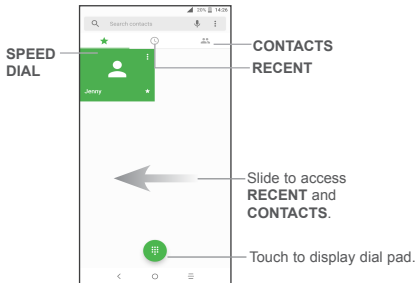 20% 14:26
Search contacts
SPEED
DIAL
CONTACTS
RECENT
Jenny
Slide to access
RECENT and
CONTACTS.
Touch to display dial pad.